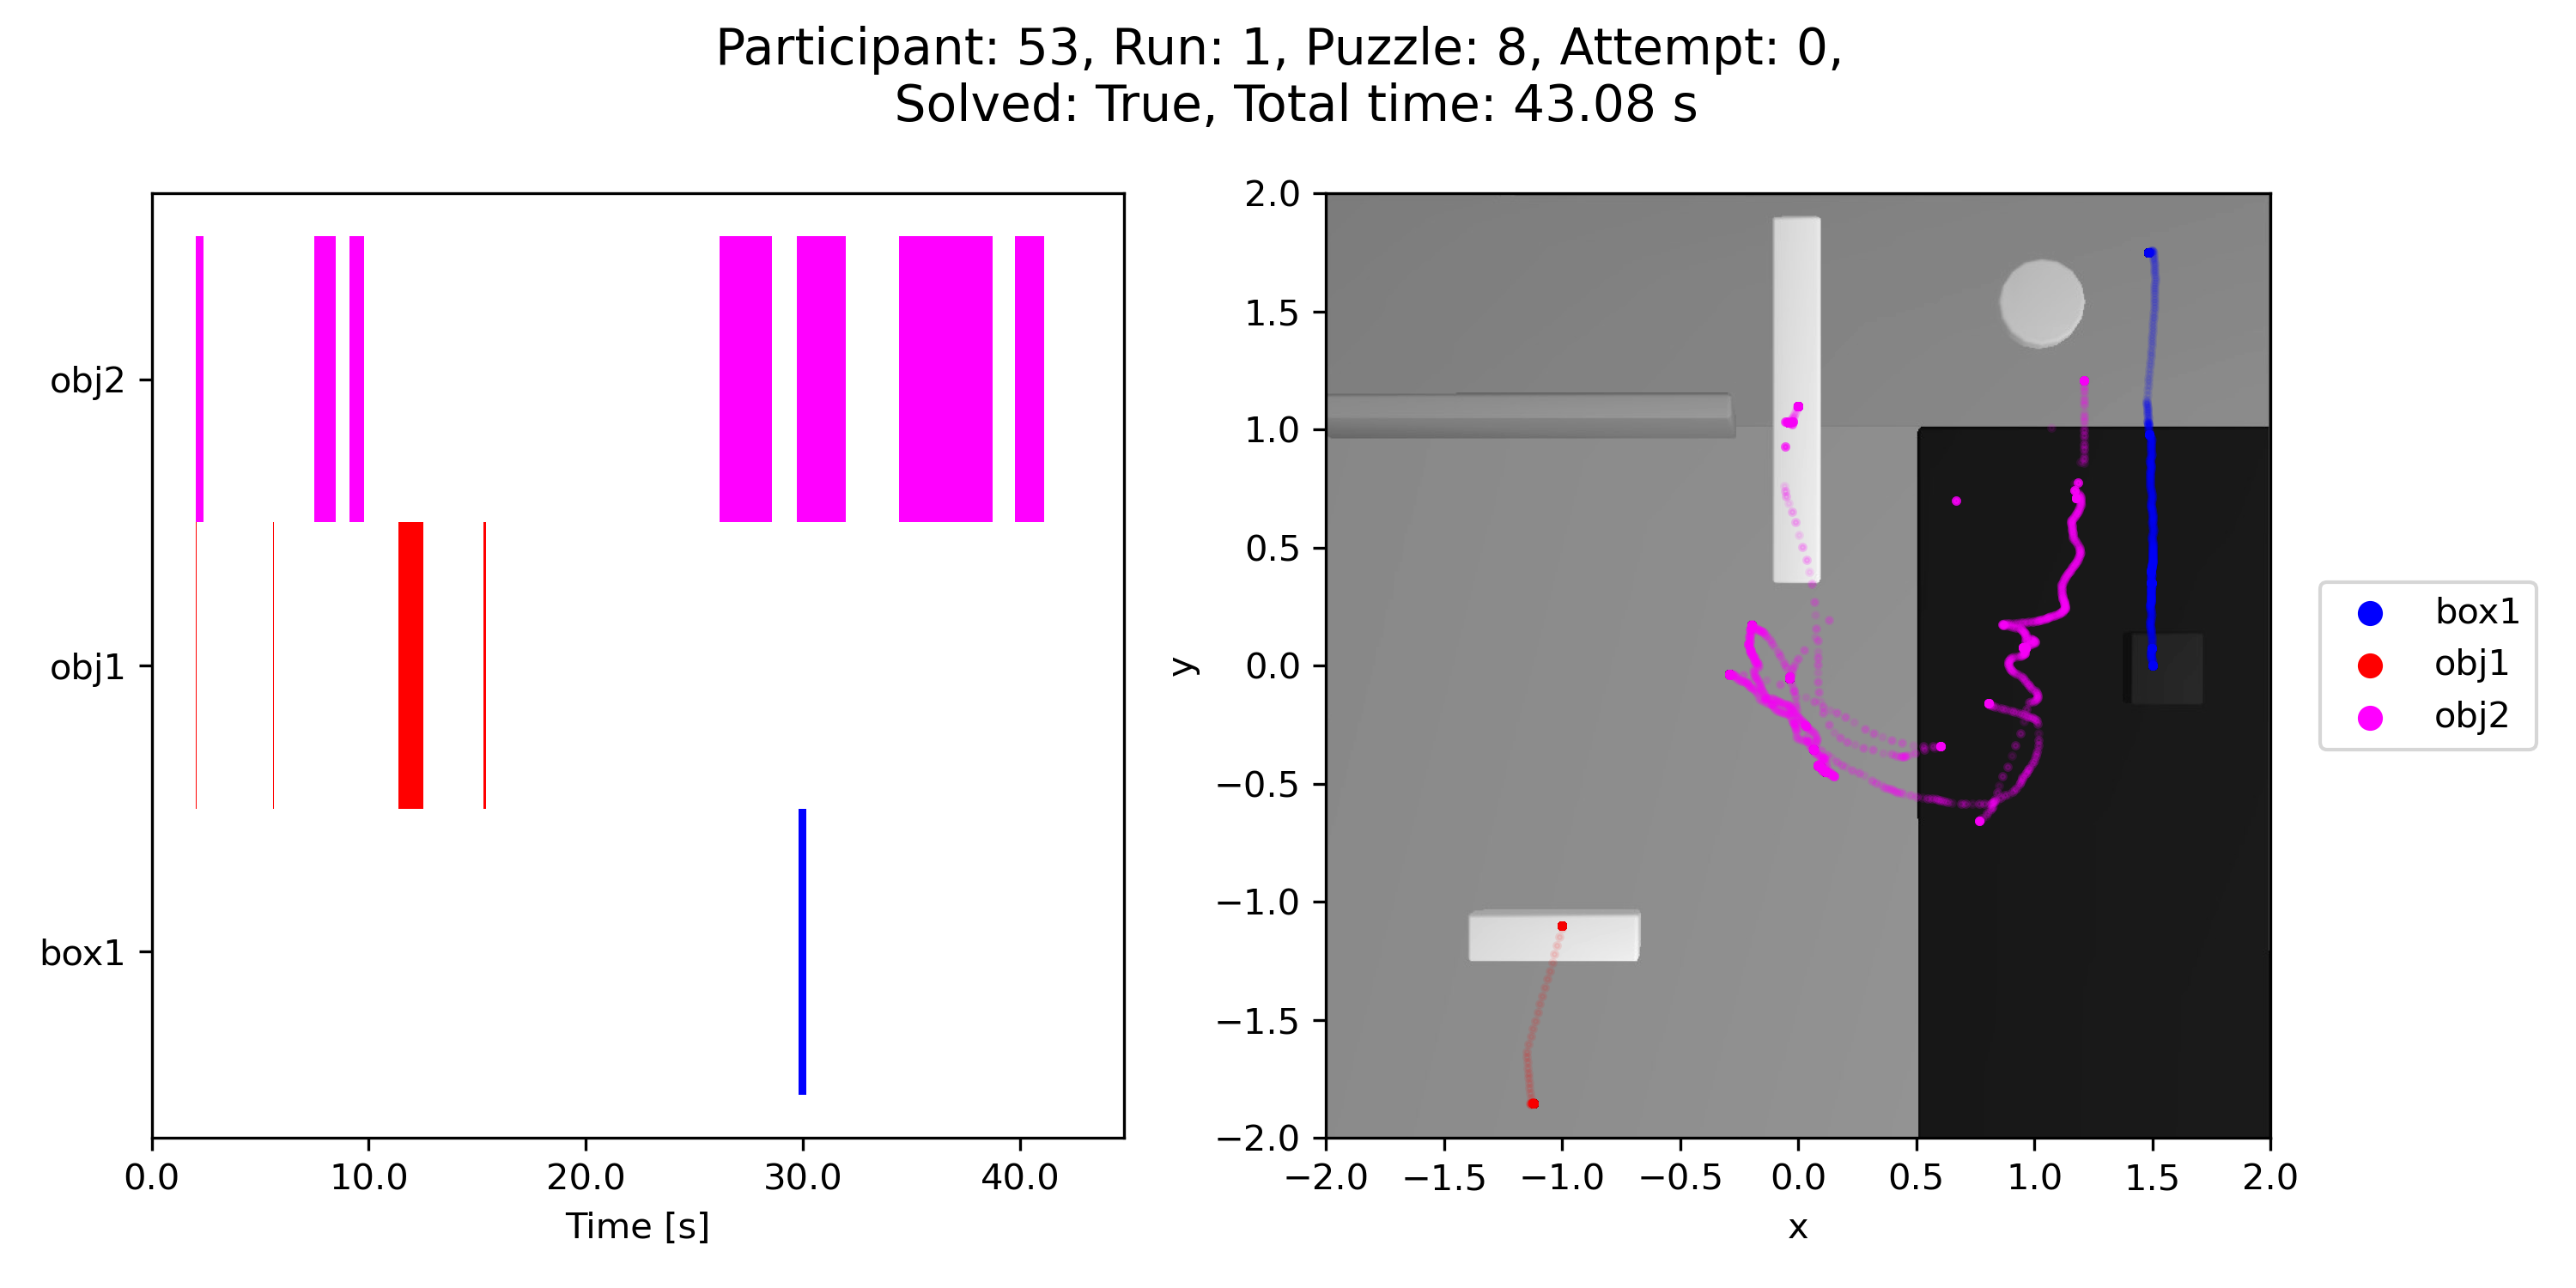 Participant: 53, Run: 1, Puzzle: 8, Attempt: 0,
Solved: True, Total time: 43.08 s
obj2
obj1
box1
0.0 10.0 20.0 30.0 40.0
Time [s]
2.0
1.5
1.0
0.5
0.0
−0.5
−1.0
−1.5
−2.0
y
−2.0 −1.5 −1.0 −0.5 0.0 0.5 1.0 1.5 2.0
x
box1
obj1
obj2